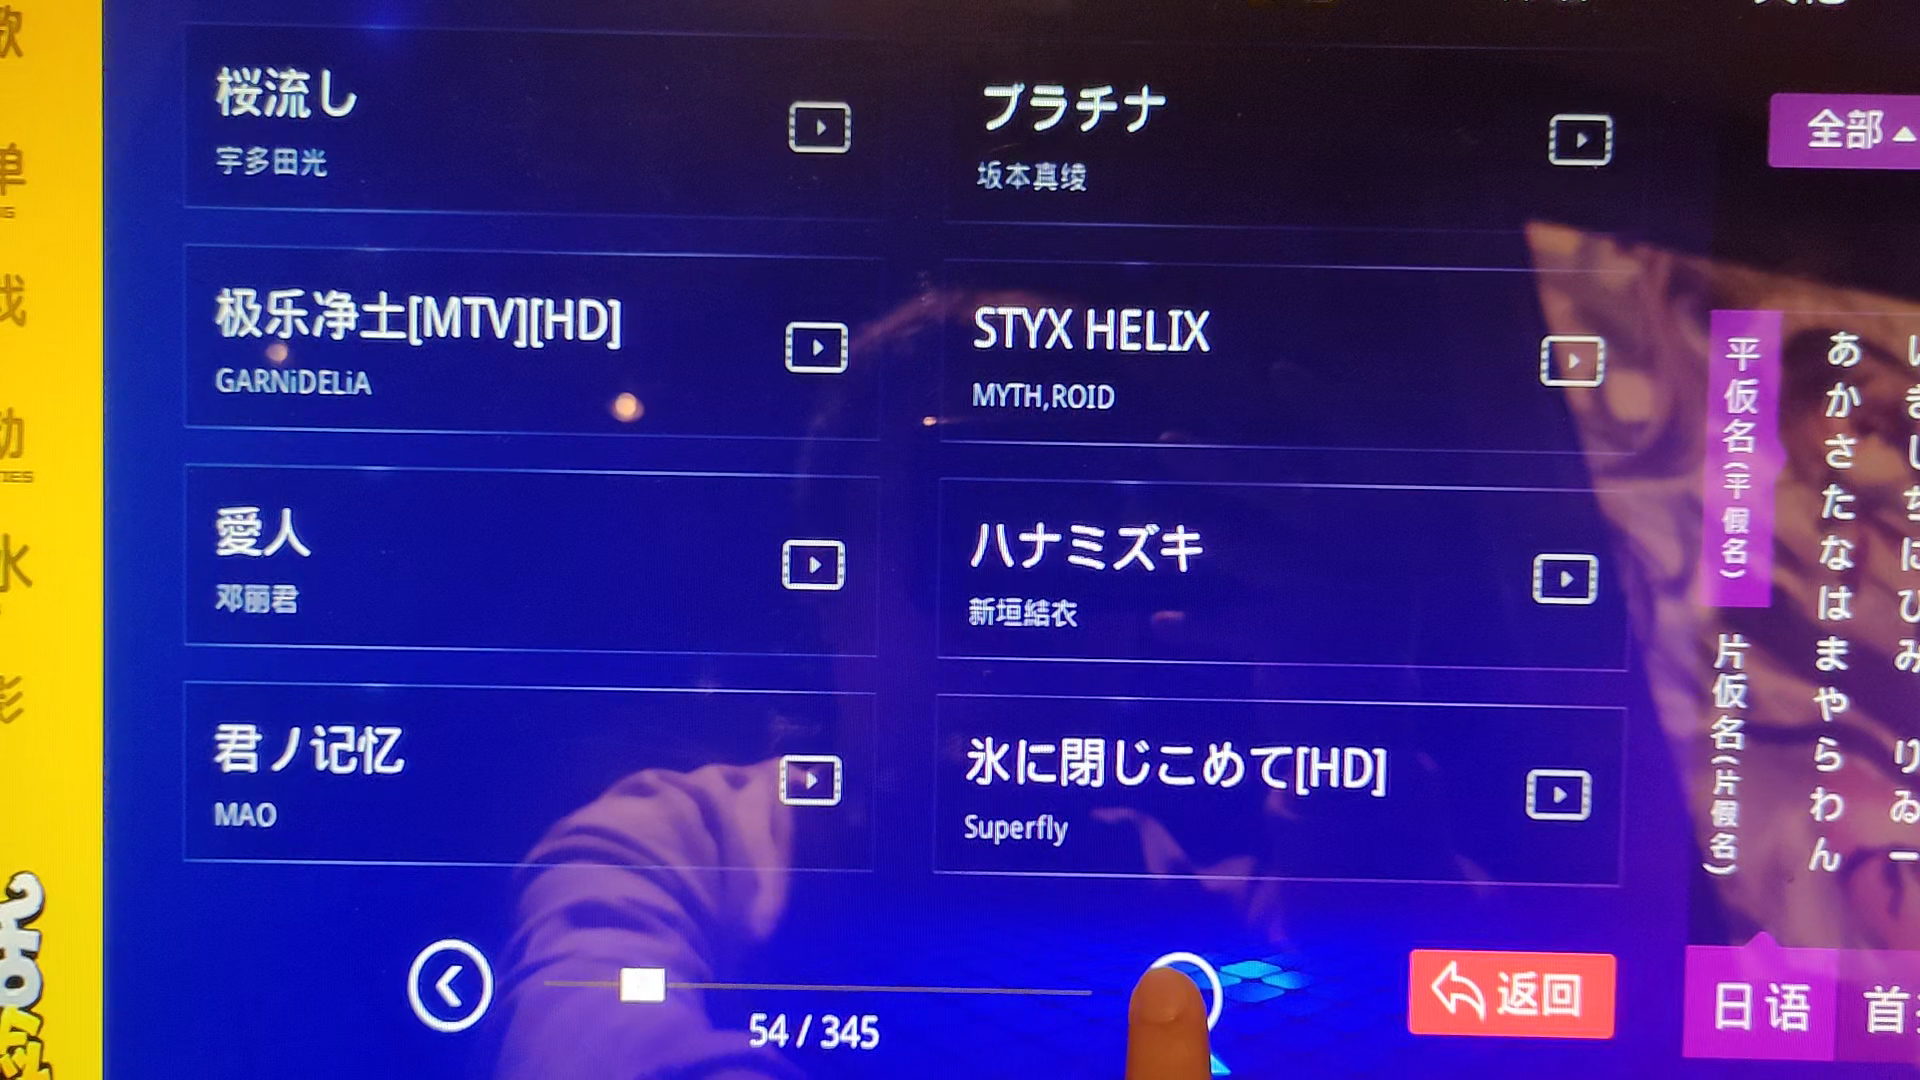 桜流し
宇多田光
プラチナ
坂本真绫
全部
极乐净土[MTV][HD]
GARNiDELiA
STYX HELIX
MYTH,ROID
愛人
邓丽君
ハナミズキ
新垣結衣
君ノ记忆
MAO
氷に閉じこめて[HD]
Superfly
54 / 345
返回
平仮名(平假名)
片仮名(片假名)
あかさたなはまやらわん
日语
首